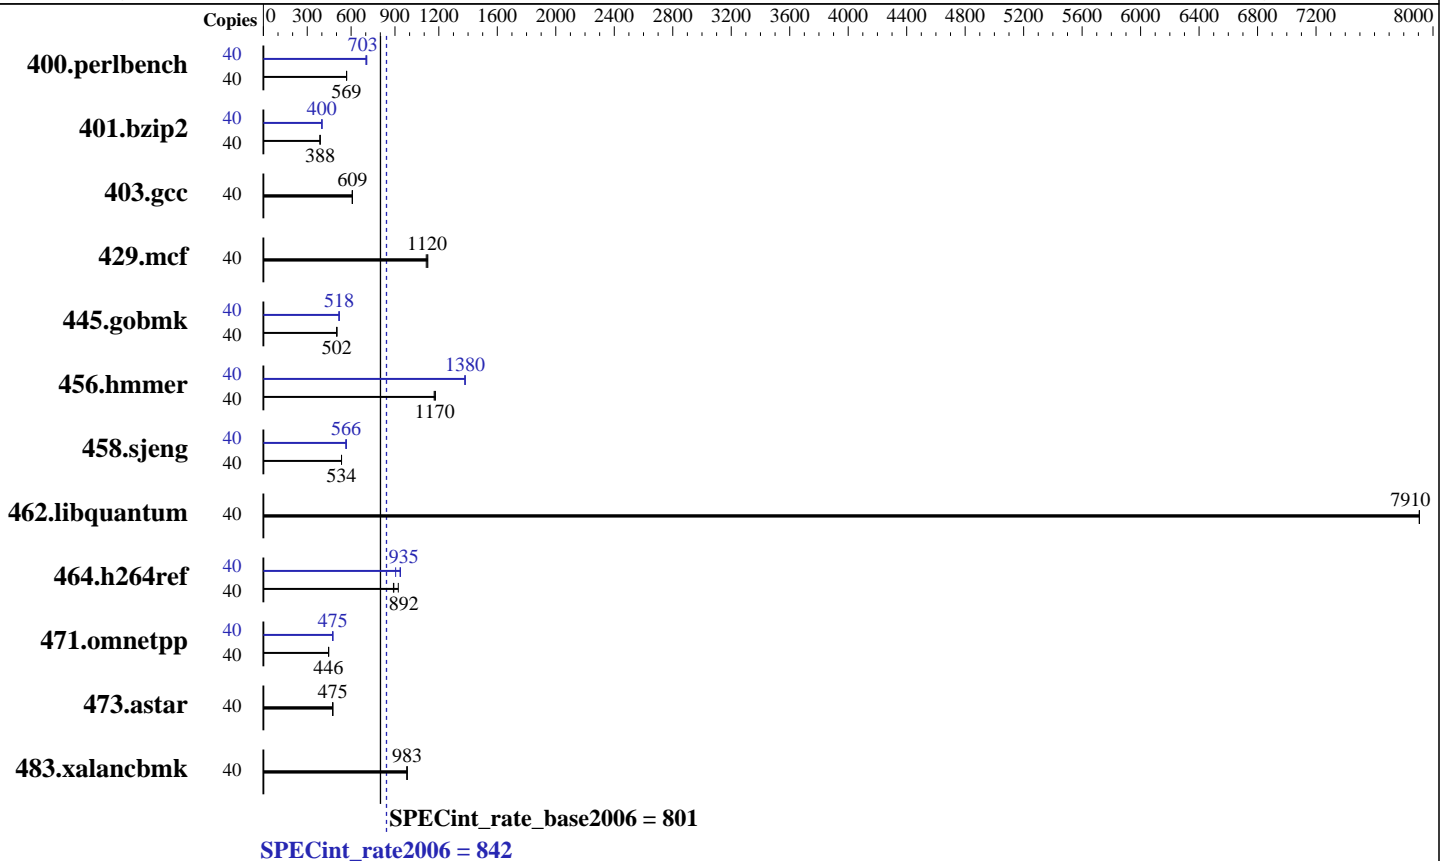 Copies 0 300 600 900 1200 1600 2000 2400 2800 3200 3600 4000 4400 4800 5200 5600 6000 6400 6800 7200 8000
400.perlbench 40 703
40 569
401.bzip2 40 400
40 388
403.gcc 40 609
429.mcf 40 1120
445.gobmk 40 518
40 502
456.hmmer 40 1380
40 1170
458.sjeng 40 566
40 534
462.libquantum 40 7910
464.h264ref 40 935
40 892
471.omnetpp 40 475
40 446
473.astar 40 475
483.xalancbmk 40 983
SPECint_rate_base2006 = 801
SPECint_rate2006 = 842